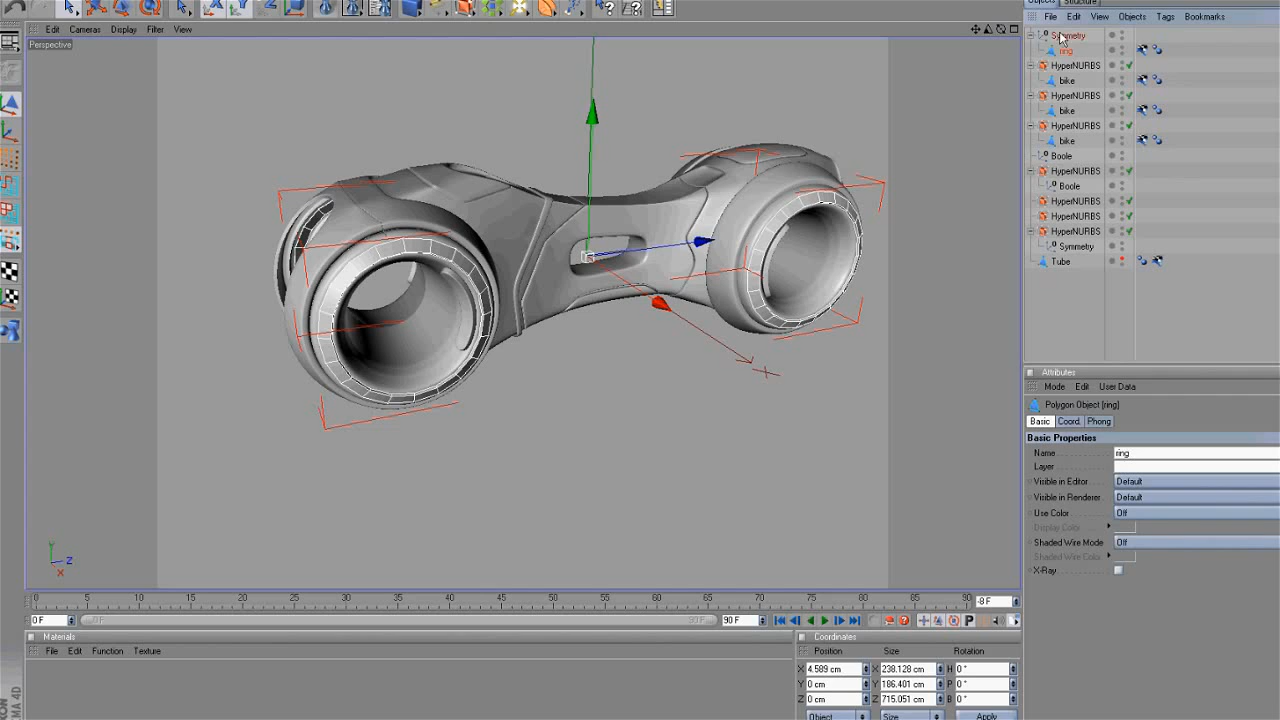 Objects Structure
Edit Cameras Display Filter View
File Edit View Objects Tags Bookmarks
Perspective
Symmetry
ring
HyperNURBS
bike
HyperNURBS
bike
HyperNURBS
bike
Boole
HyperNURBS
Boole
HyperNURBS
HyperNURBS
HyperNURBS
Symmetry
Tube
X
Y
Z
X
Attributes
Mode Edit User Data
Polygon Object [ring]
Basic Coord. Phong
Basic Properties
Name ring
Layer
Visible in Editor Default
Visible in Renderer Default
Use Color Off
Display Color
Shaded Wire Mode Off
Shaded Wire Color
X-Ray
0 5 10 15 20 25 30 35 40 45 50 55 60 65 70 75 80 85 90 -8 F
0 F 0 F 90 F 90 F
Materials
File Edit Function Texture
Coordinates
Position Size Rotation
X 4.589 cm X 238.128 cm H 0 °
Y 0 cm Y 186.401 cm P 0 °
Z 0 cm Z 715.051 cm B 0 °
Object Size Apply